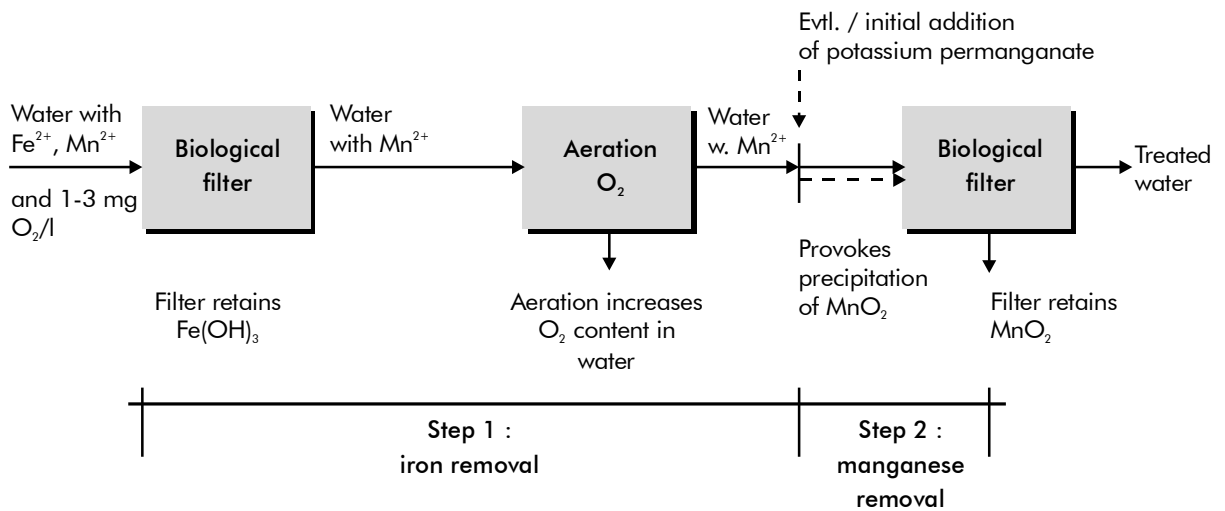 Evtl. / initial addition
of potassium permanganate
Water with
Fe²⁺, Mn²⁺
and 1-3 mg
O₂/l
Biological
filter
Water
with Mn²⁺
Aeration
O₂
Water
w. Mn²⁺
Biological
filter
Treated
water
Filter retains
Fe(OH)₃
Aeration increases
O₂ content in
water
Provokes
precipitation
of MnO₂
Filter retains
MnO₂
Step 1 :
iron removal
Step 2 :
manganese
removal